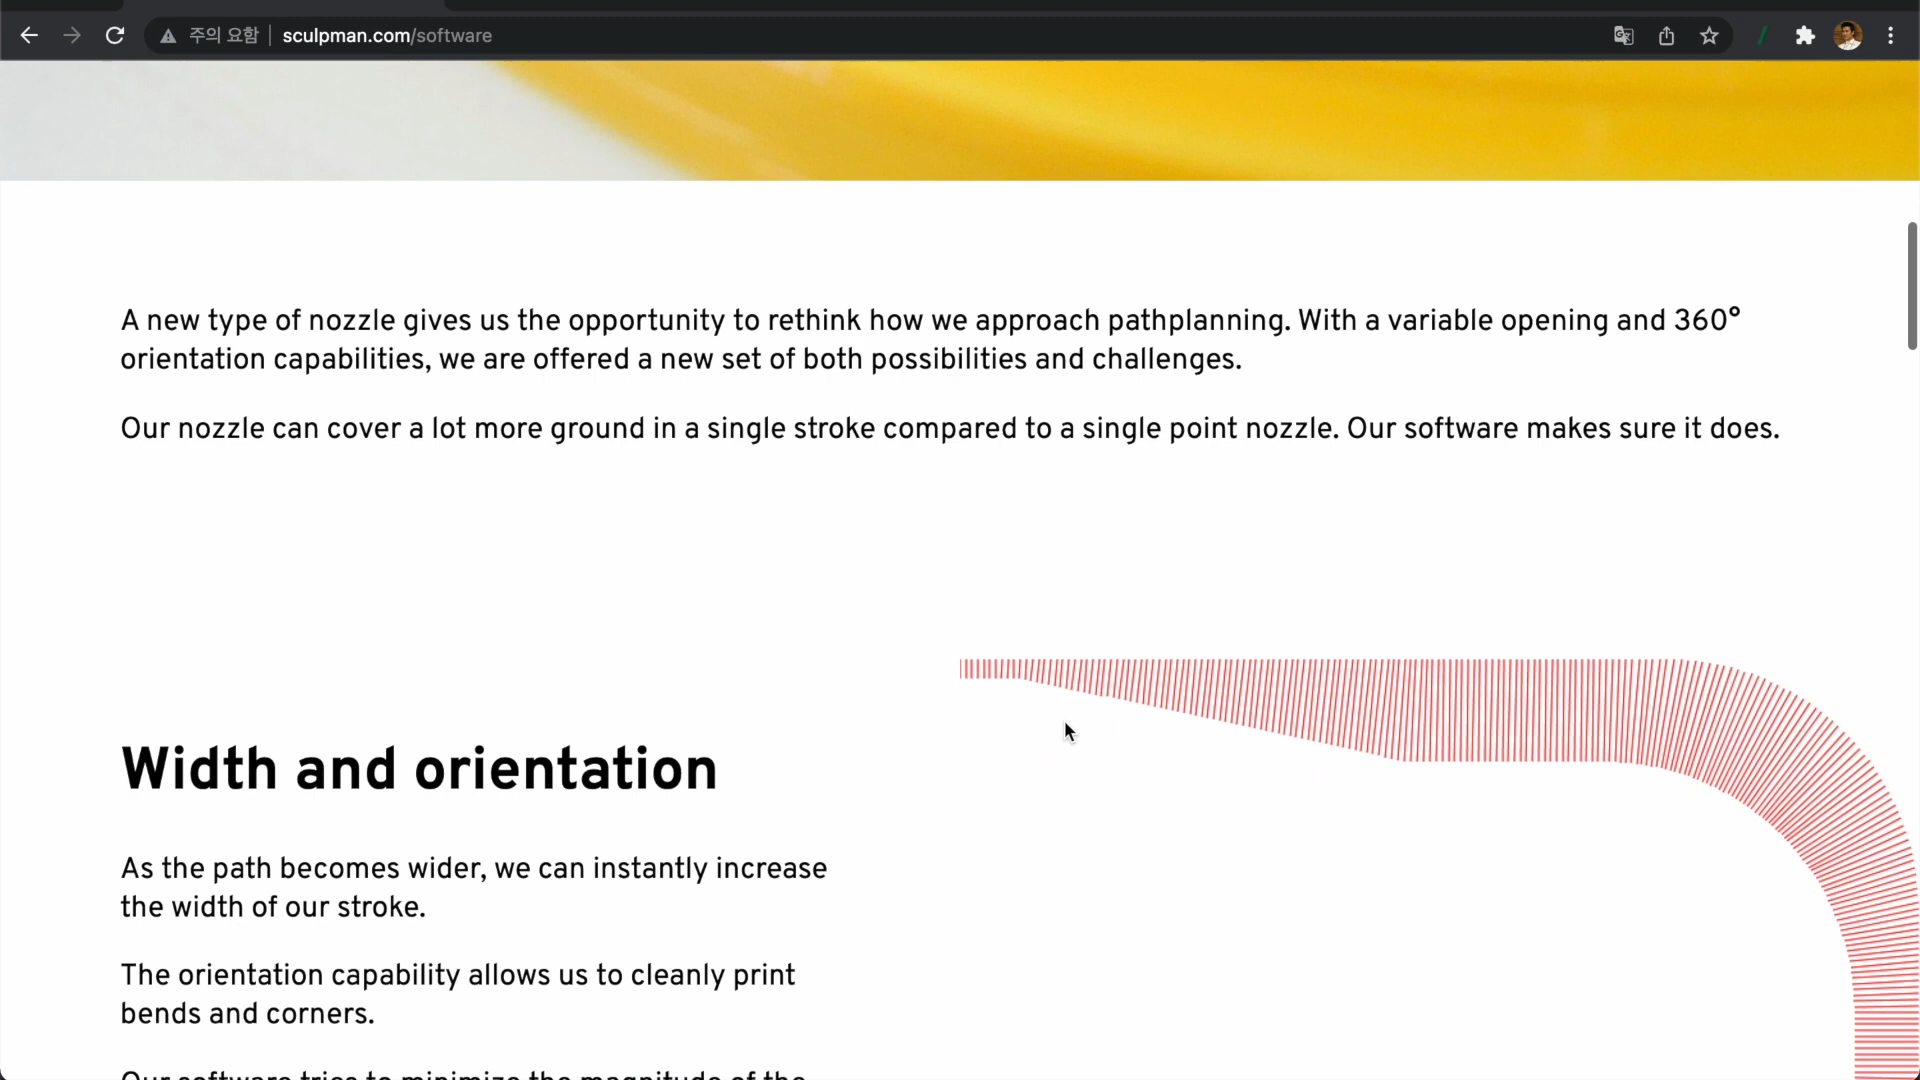 주의 요함 sculpman.com/software
A new type of nozzle gives us the opportunity to rethink how we approach pathplanning. With a variable opening and 360°
orientation capabilities, we are offered a new set of both possibilities and challenges.
Our nozzle can cover a lot more ground in a single stroke compared to a single point nozzle. Our software makes sure it does.
Width and orientation
As the path becomes wider, we can instantly increase
the width of our stroke.
The orientation capability allows us to cleanly print
bends and corners.
Our software tries to minimize the magnitude of the